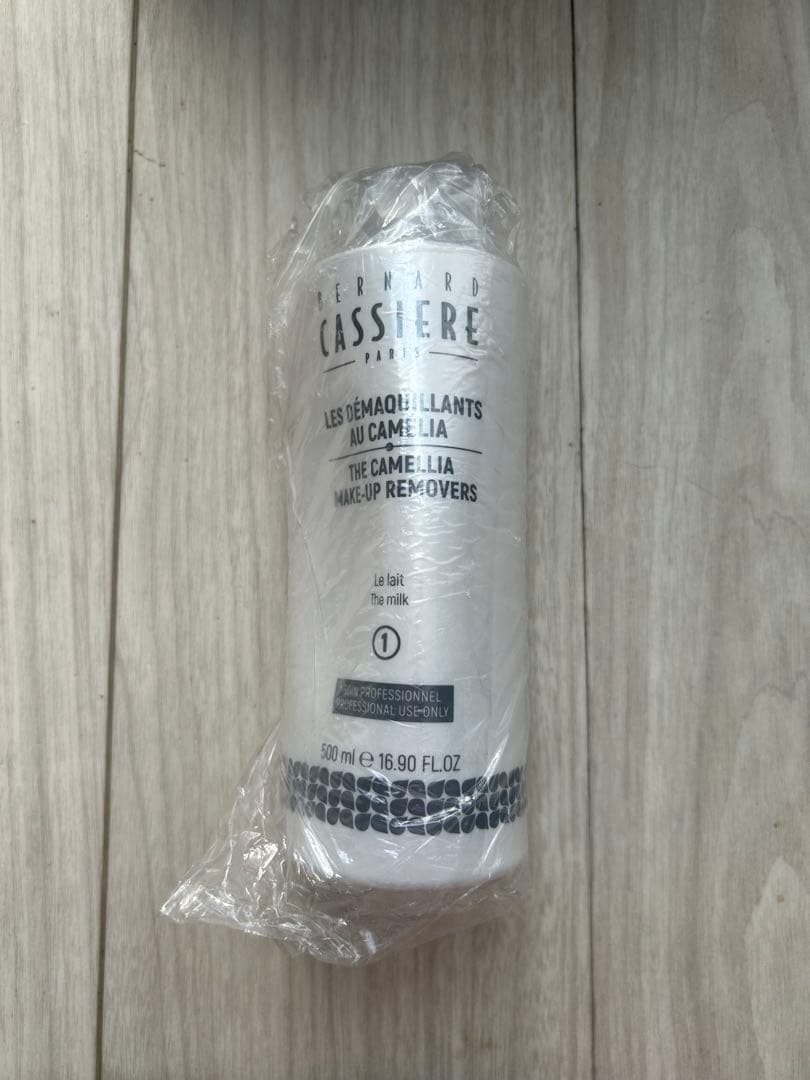 BERNARD
CASSIERE
PARIS
LES DÉMAQUILLANTS
AU CAMELIA
THE CAMELLIA
MAKE-UP REMOVERS
Le lait
The milk
1
SOIN PROFESSIONNEL
PROFESSIONAL USE ONLY
500 ml ℮ 16.90 FL.OZ